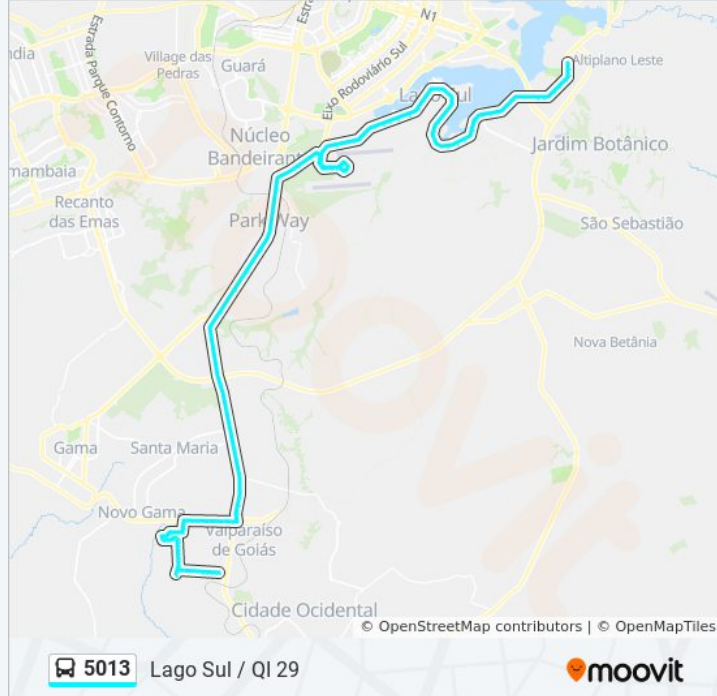 N1
Estra
Altiplano Leste
ndia
Estrada Parque Contorno
Village das
Pedras
Guará
Eixo Rodoviário Sul
Lago Sul
Núcleo
Bandeirant
Jardim Botânico
mambaia
Recanto
das Emas
Park Way
São Sebastião
Nova Betânia
Gama
Santa Maria
Novo Gama
Valparaíso
de Goiás
Cidade Ocidental
© OpenStreetMap contributors | © OpenMapTiles
5013
Lago Sul / Ql 29
moovit